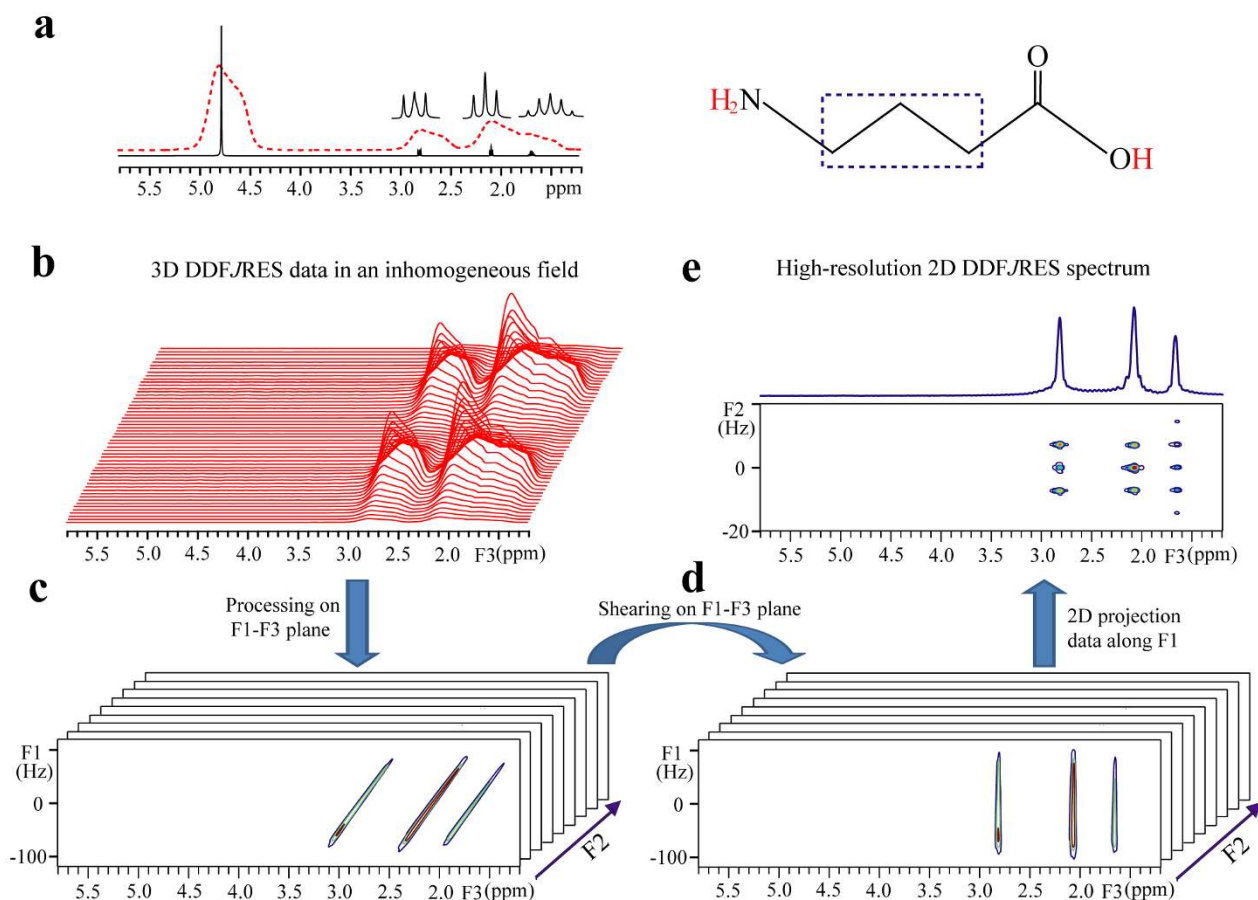 a
5.5 5.0 4.5 4.0 3.5 3.0 2.5 2.0 ppm
H2N
O
OH
b
3D DDFJRES data in an inhomogeneous field
5.5 5.0 4.5 4.0 3.5 3.0 2.5 2.0 F3(ppm)
e
High-resolution 2D DDFJRES spectrum
F2
(Hz)
0
-20
5.5 5.0 4.5 4.0 3.5 3.0 2.5 2.0 F3(ppm)
c
Processing on
F1-F3 plane
Shearing on F1-F3 plane
d
2D projection
data along F1
F1
(Hz)
0
-100
5.5 5.0 4.5 4.0 3.5 3.0 2.5 2.0 F3(ppm)
F2
F1
(Hz)
0
-100
5.5 5.0 4.5 4.0 3.5 3.0 2.5 2.0 F3(ppm)
F2